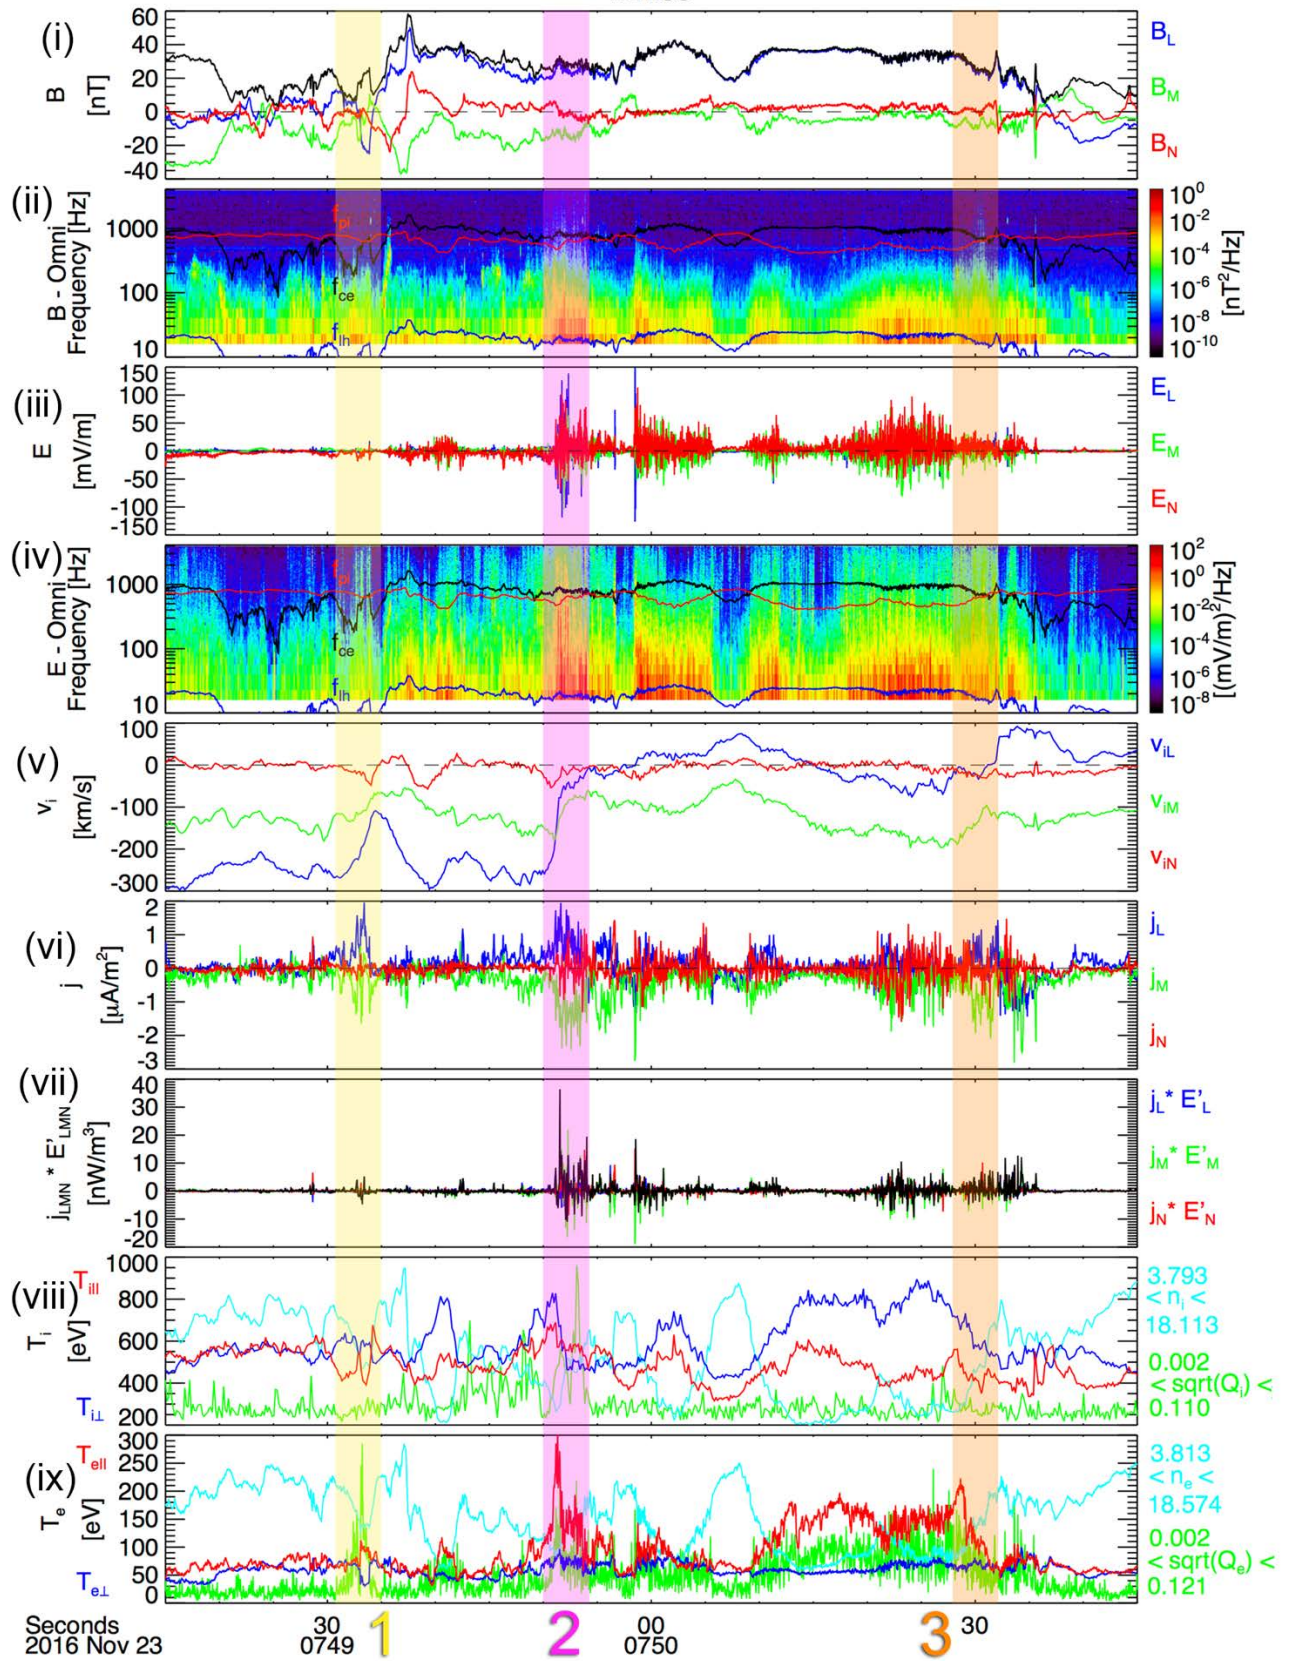 (i)
B
[nT]
60
40
20
0
-20
-40
B_L
B_M
B_N
(ii)
B - Omni
Frequency [Hz]
1000
100
10
f_pi
f_ce
f_lh
10^0
10^-2
10^-4
10^-6
10^-8
10^-10
[nT^2/Hz]
(iii)
E
[mV/m]
150
100
50
0
-50
-100
-150
E_L
E_M
E_N
(iv)
E - Omni
Frequency [Hz]
1000
100
10
f_pi
f_ce
f_lh
10^2
10^0
10^-2
10^-4
10^-6
10^-8
[(mV/m)^2/Hz]
(v)
v_i
[km/s]
100
0
-100
-200
-300
v_iL
v_iM
v_iN
(vi)
j
[μA/m^2]
2
1
0
-1
-2
-3
j_L
j_M
j_N
(vii)
j_LMN * E'_LMN
[nW/m^3]
40
30
20
10
0
-10
-20
j_L* E'_L
j_M* E'_M
j_N* E'_N
(viii)
T_i
[eV]
1000
800
600
400
200
T_i||
T_i⊥
3.793
< n_i <
18.113
0.002
< sqrt(Q_i) <
0.110
(ix)
T_e
[eV]
300
250
200
150
100
50
0
T_e||
T_e⊥
3.813
< n_e <
18.574
0.002
< sqrt(Q_e) <
0.121
Seconds 30 00 30
2016 Nov 23 0749 0750
1 2 3